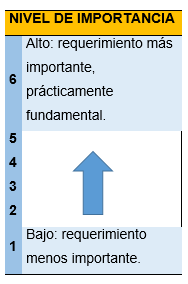 NIVEL DE IMPORTANCIA
Alto: requerimiento más
importante,
6 prácticamente
fundamental.
5
4
3
2
Bajo: requerimiento
1 menos importante.